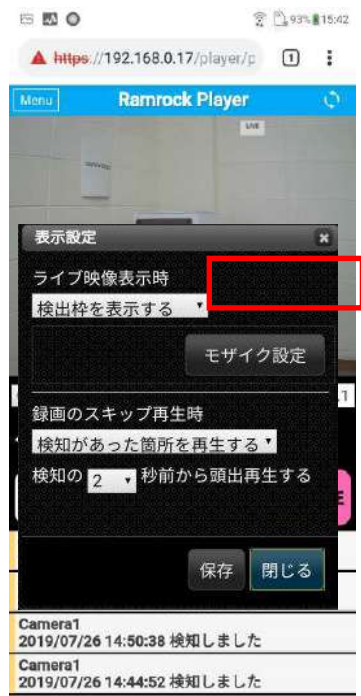 93% 15:42
https://192.168.0.17/player/p 1
Menu Ramrock Player
LIVE
表示設定
ライブ映像表示時
検出枠を表示する
モザイク設定
.1
録画のスキップ再生時
検知があった箇所を再生する
検知の 2 秒前から頭出再生する
E
保存 閉じる
Camera1
2019/07/26 14:50:38 検知しました
Camera1
2019/07/26 14:44:52 検知しました